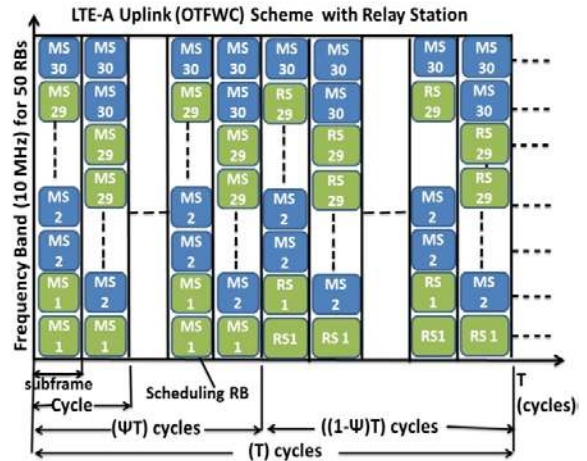 LTE-A Uplink (OTFWC) Scheme with Relay Station
Frequency Band (10 MHz) for 50 RBs
MS MS MS MS MS MS MS MS
30 30 30 30 30 30 30 30
MS MS MS MS RS MS RS MS
29 30 29 30 29 30 29 30
MS MS RS RS
29 29 29 29
MS MS RS RS
29 29 29 29
MS MS MS MS
2 2 2 2
MS MS MS MS
2 2 2 2
MS MS MS MS RS MS RS MS
1 2 1 2 1 2 1 2
MS MS MS MS RS1 RS 1 RS1 RS 1
1 1 1 1
subframe
Scheduling RB
T
(cycles)
Cycle
(ΨT) cycles
((1-Ψ)T) cycles
(T) cycles